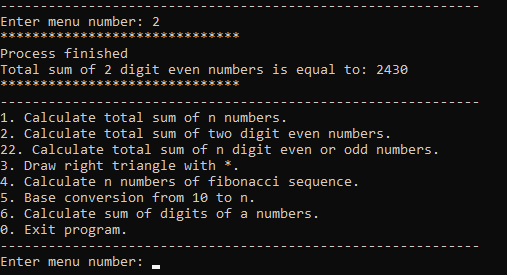 ------------------------------------------------------------
Enter menu number: 2
******************************
Process finished
Total sum of 2 digit even numbers is equal to: 2430
******************************
------------------------------------------------------------
1. Calculate total sum of n numbers.
2. Calculate total sum of two digit even numbers.
22. Calculate total sum of n digit even or odd numbers.
3. Draw right triangle with *.
4. Calculate n numbers of fibonacci sequence.
5. Base conversion from 10 to n.
6. Calculate sum of digits of a numbers.
0. Exit program.
------------------------------------------------------------
Enter menu number: _